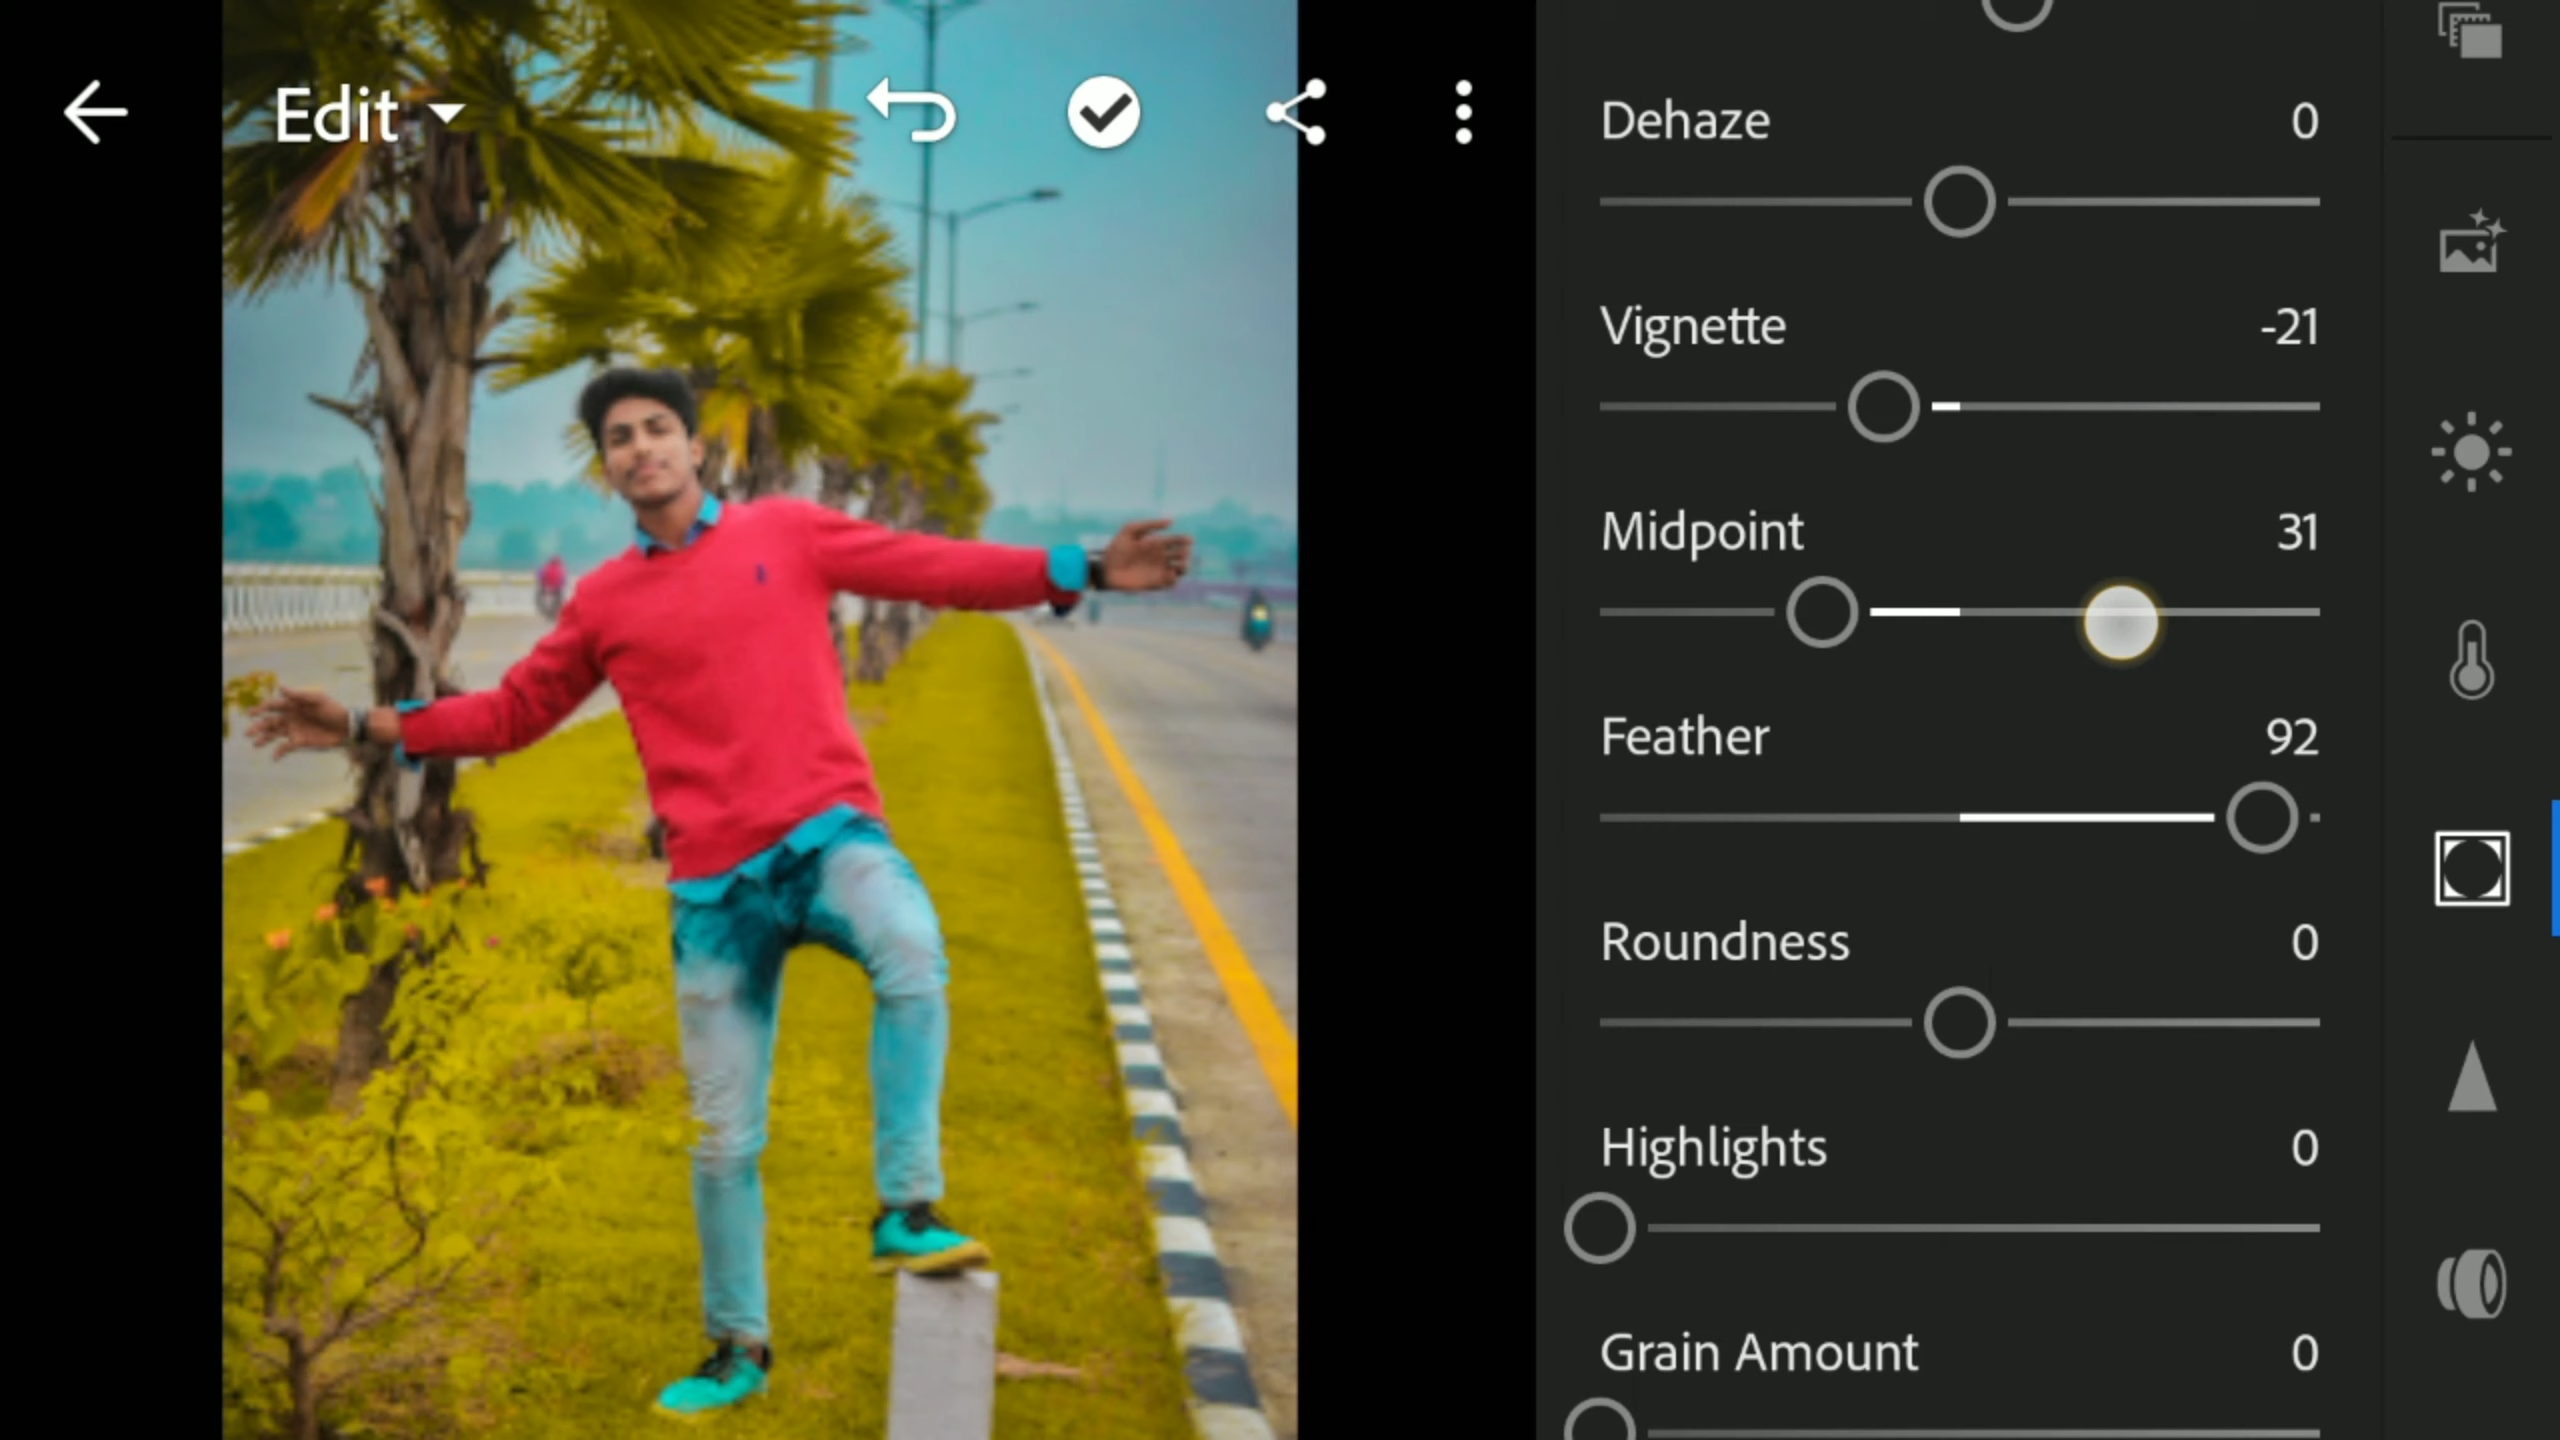 Edit
Dehaze 0
Vignette -21
Midpoint 31
Feather 92
Roundness 0
Highlights 0
Grain Amount 0